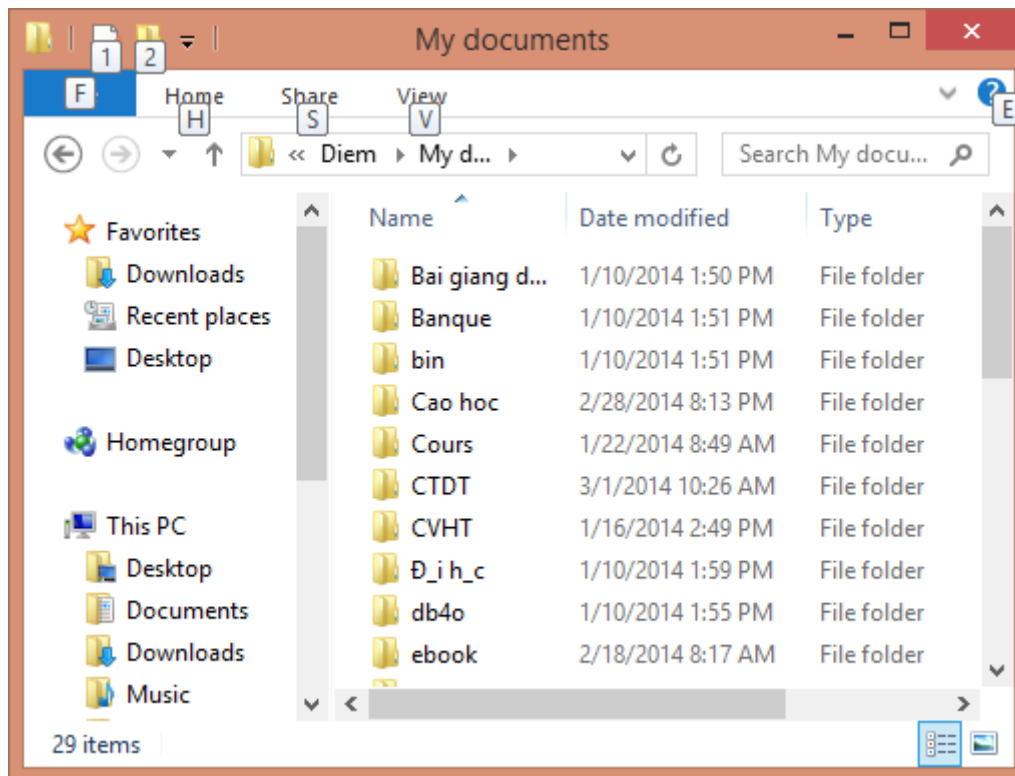 My documents
1 2
F Home Share View
H S V E
« Diem My d... Search My docu...
Favorites
Downloads
Recent places
Desktop
Homegroup
This PC
Desktop
Documents
Downloads
Music
Name Date modified Type
Bai giang d... 1/10/2014 1:50 PM File folder
Banque 1/10/2014 1:51 PM File folder
bin 1/10/2014 1:51 PM File folder
Cao hoc 2/28/2014 8:13 PM File folder
Cours 1/22/2014 8:49 AM File folder
CTDT 3/1/2014 10:26 AM File folder
CVHT 1/16/2014 2:49 PM File folder
Đ_i h_c 1/10/2014 1:59 PM File folder
db4o 1/10/2014 1:55 PM File folder
ebook 2/18/2014 8:17 AM File folder
29 items